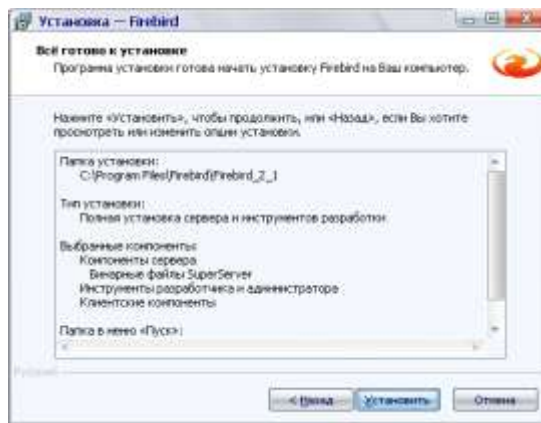 Установка — Firebird
Всё готово к установке
Программа установки готова начать установку Firebird на Ваш компьютер.
Нажмите «Установить», чтобы продолжить, или «Назад», если Вы хотите
просмотреть или изменить опции установки.
Папка установки:
C:\Program Files\Firebird\Firebird_2_1
Тип установки:
Полная установка сервера и инструментов разработки
Выбранные компоненты:
Компоненты сервера
Бинарные файлы SuperServer
Инструменты разработчика и администратора
Клиентские компоненты
Папка в меню «Пуск»:
Русский
< Назад
Установить
Отмена